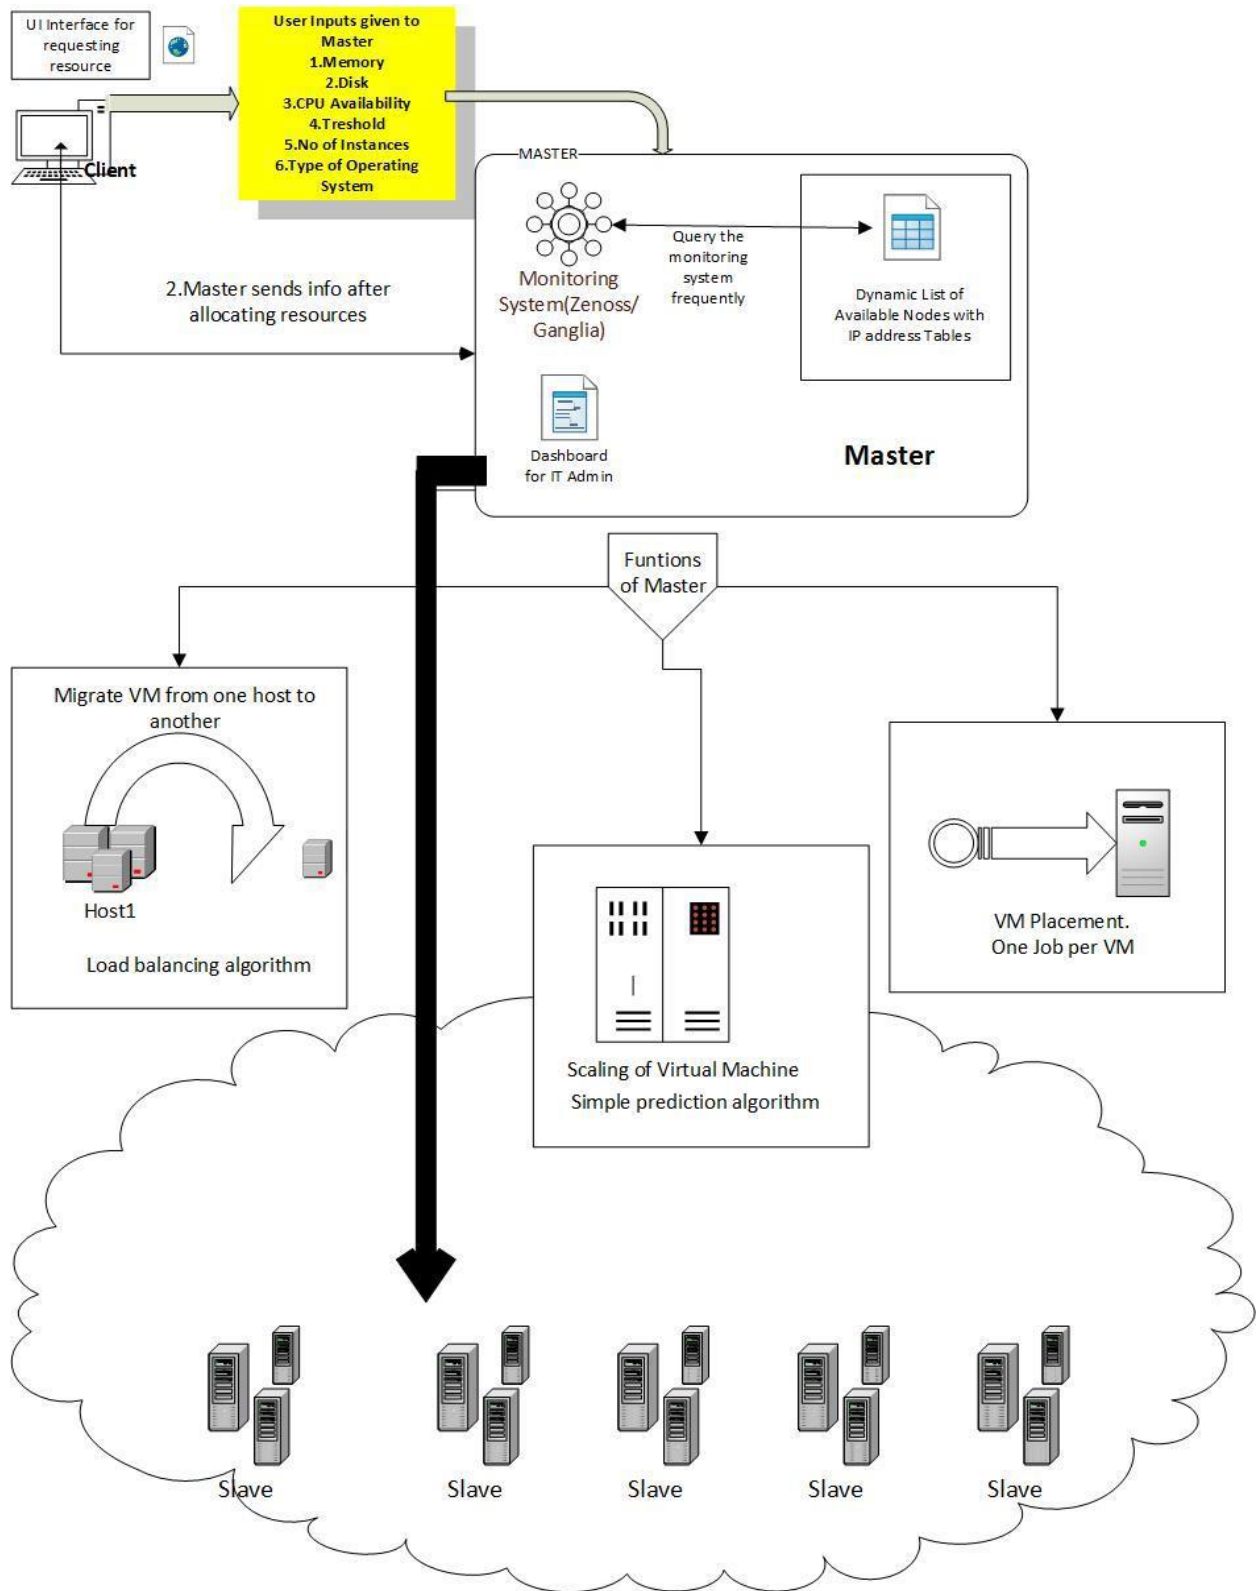 UI Interface for
requesting
resource
User Inputs given to
Master
1.Memory
2.Disk
3.CPU Availability
4.Treshold
5.No of Instances
6.Type of Operating
System
Client
MASTER
Query the
monitoring
system
frequently
Monitoring
System(Zenoss/
Ganglia)
Dynamic List of
Available Nodes with
IP address Tables
2.Master sends info after
allocating resources
Dashboard
for IT Admin
Master
Funtions
of Master
Migrate VM from one host to
another
Host1
Load balancing algorithm
VM Placement.
One Job per VM
Scaling of Virtual Machine
Simple prediction algorithm
Slave
Slave
Slave
Slave
Slave